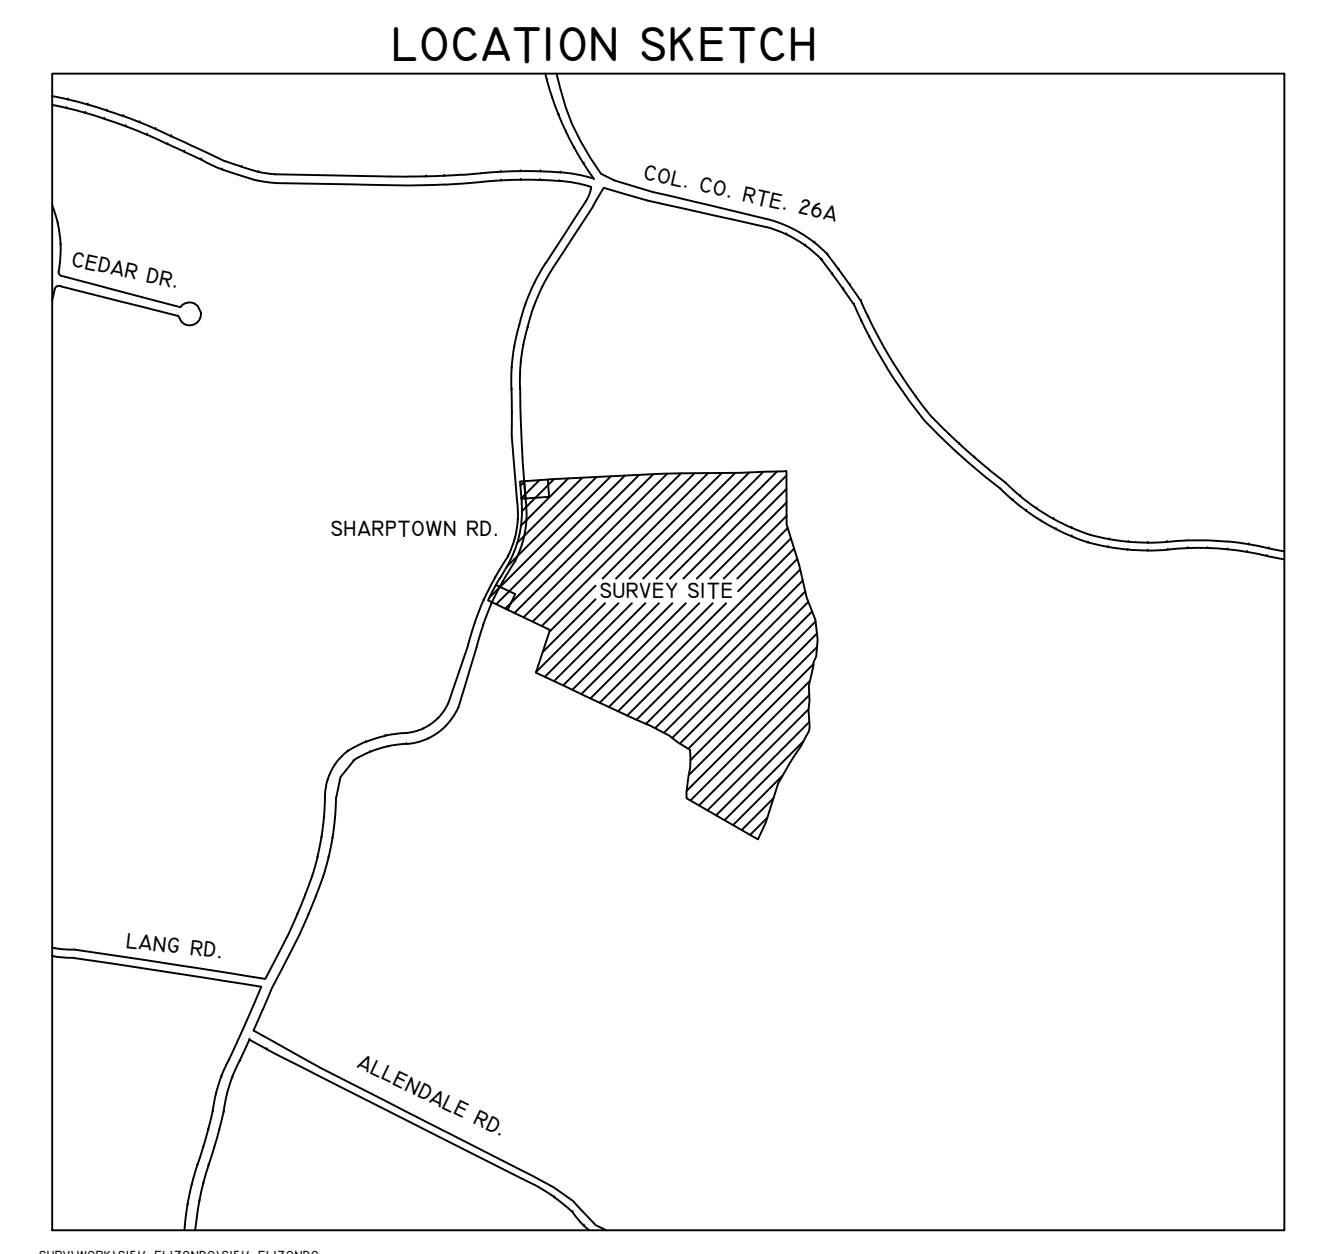 LOCATION SKETCH
COL. CO. RTE. 26A
CEDAR DR.
SHARPTOWN RD.
SURVEY SITE
LANG RD.
ALLENDALE RD.